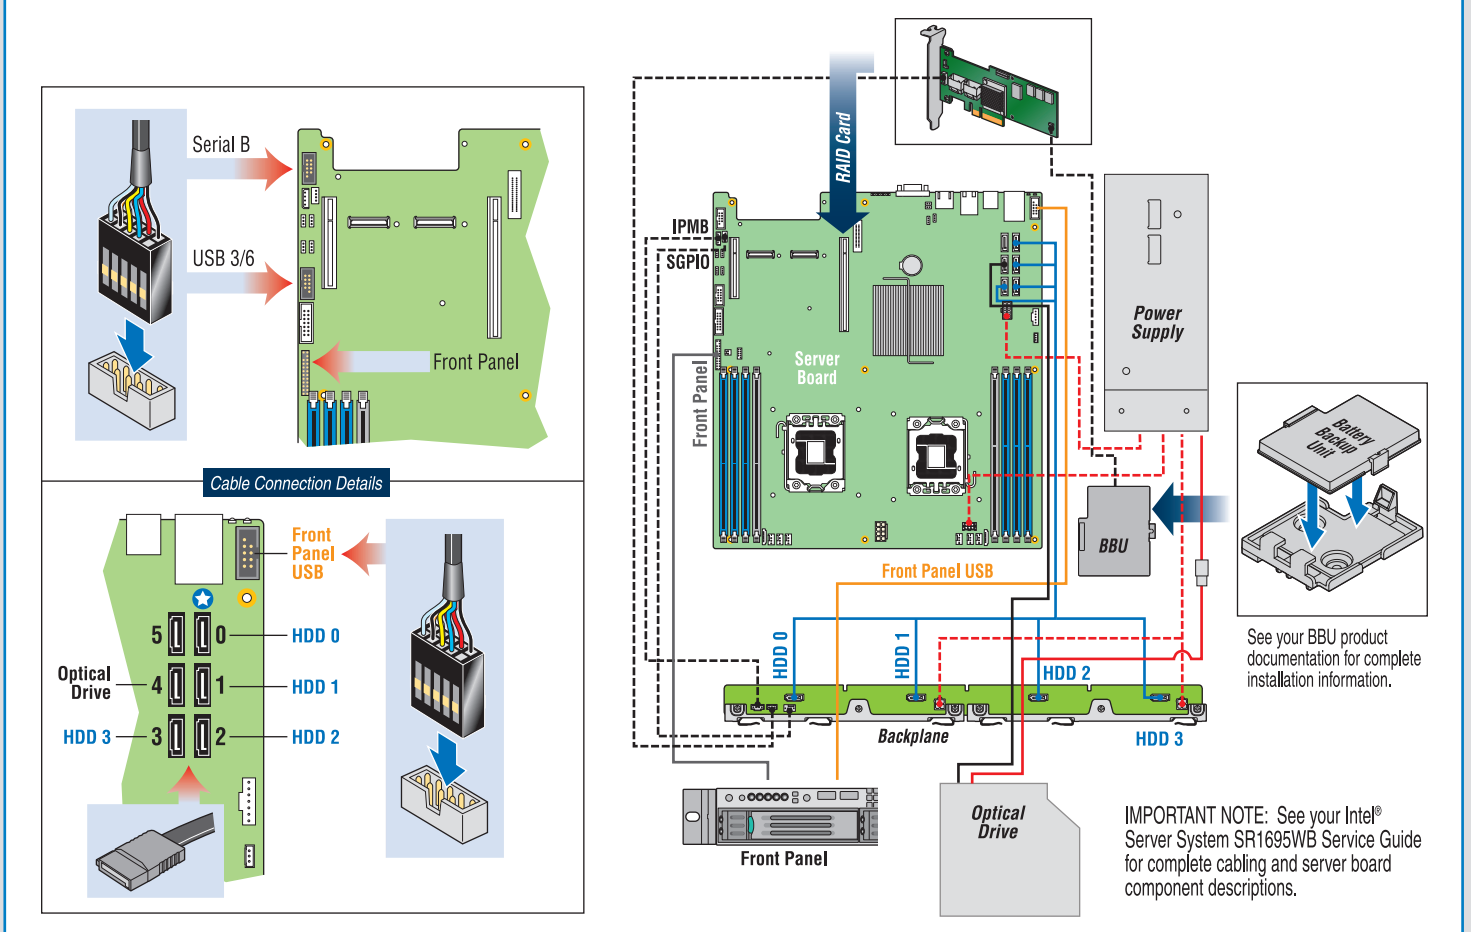 Serial B
USB 3/6
Front Panel
Cable Connection Details
Front
Panel
USB
5
0
HDD 0
Optical
Drive
4
1
HDD 1
HDD 3
3
2
HDD 2
RAID Card
IPMB
SGPIO
Front Panel
Server
Board
Power
Supply
Battery
Backup
Unit
BBU
Front Panel USB
HDD 0
HDD 1
HDD 2
HDD 3
Backplane
See your BBU product
documentation for complete
installation information.
Front Panel
Optical
Drive
IMPORTANT NOTE: See your Intel®
Server System SR1695WB Service Guide
for complete cabling and server board
component descriptions.